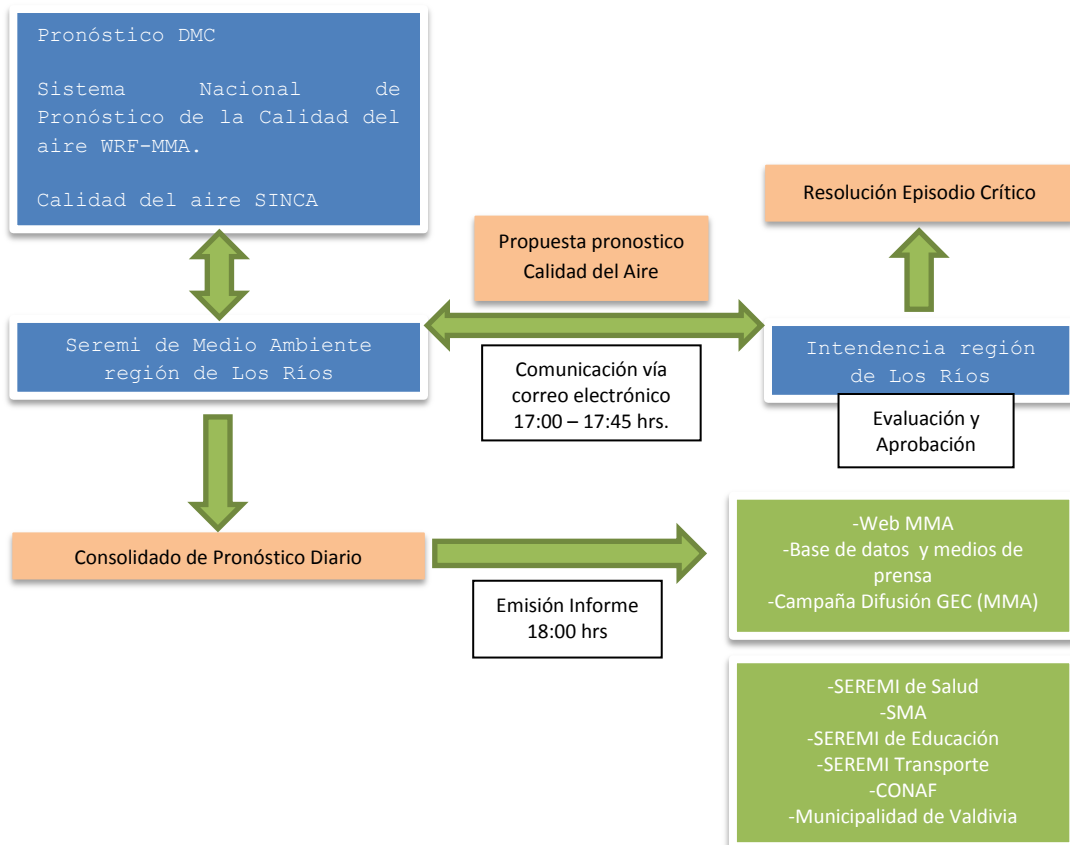 Pronóstico DMC
Sistema Nacional de
Pronóstico de la Calidad del
aire WRF-MMA.
Calidad del aire SINCA
Resolución Episodio Crítico
Propuesta pronostico
Calidad del Aire
Seremi de Medio Ambiente
región de Los Ríos
Comunicación vía
correo electrónico
17:00 – 17:45 hrs.
Intendencia región
de Los Ríos
Evaluación y
Aprobación
Consolidado de Pronóstico Diario
Emisión Informe
18:00 hrs
-Web MMA
-Base de datos y medios de
prensa
-Campaña Difusión GEC (MMA)
-SEREMI de Salud
-SMA
-SEREMI de Educación
-SEREMI Transporte
-CONAF
-Municipalidad de Valdivia